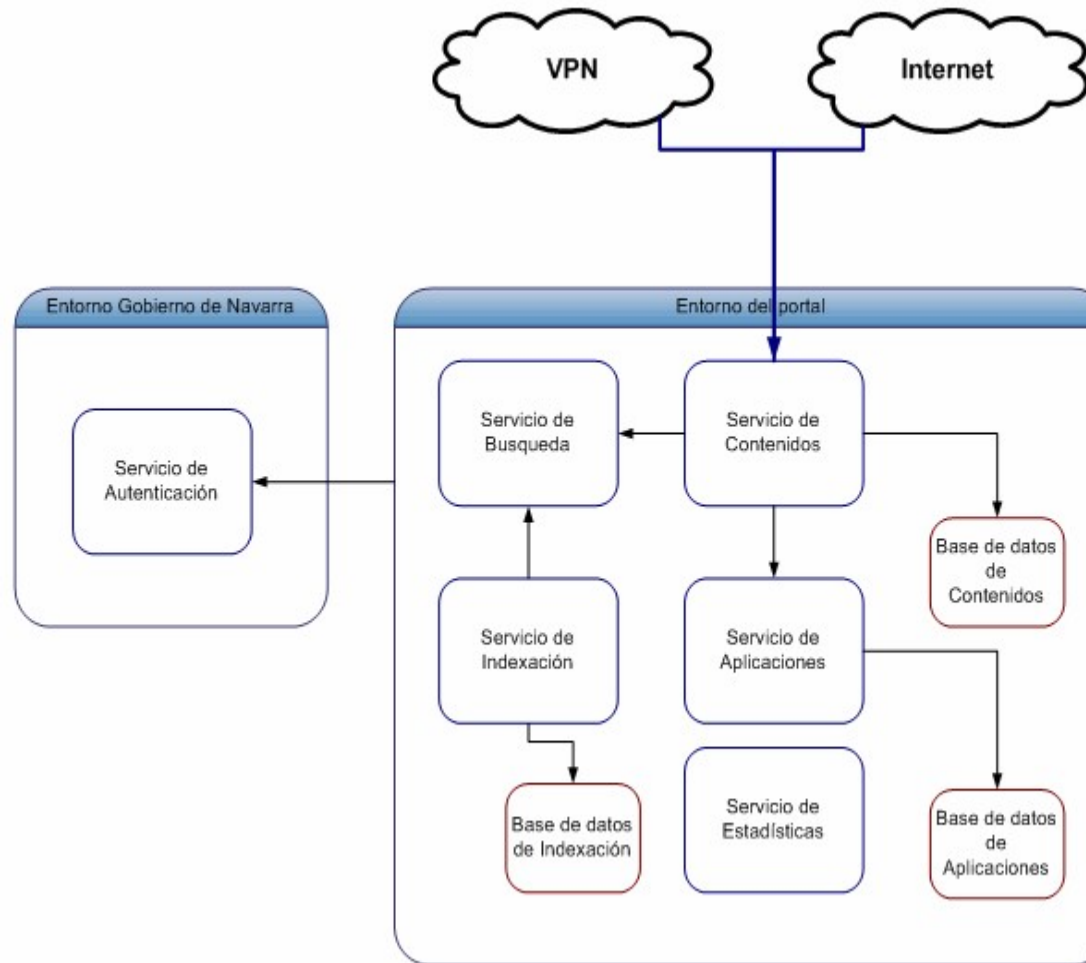 VPN
Internet
Entorno Gobierno de Navarra
Entorno del portal
Servicio de
Autenticación
Servicio de
Busqueda
Servicio de
Contenidos
Base de datos
de
Contenidos
Servicio de
Indexación
Servicio de
Aplicaciones
Base de datos
de Indexación
Servicio de
Estadísticas
Base de datos
de
Aplicaciones